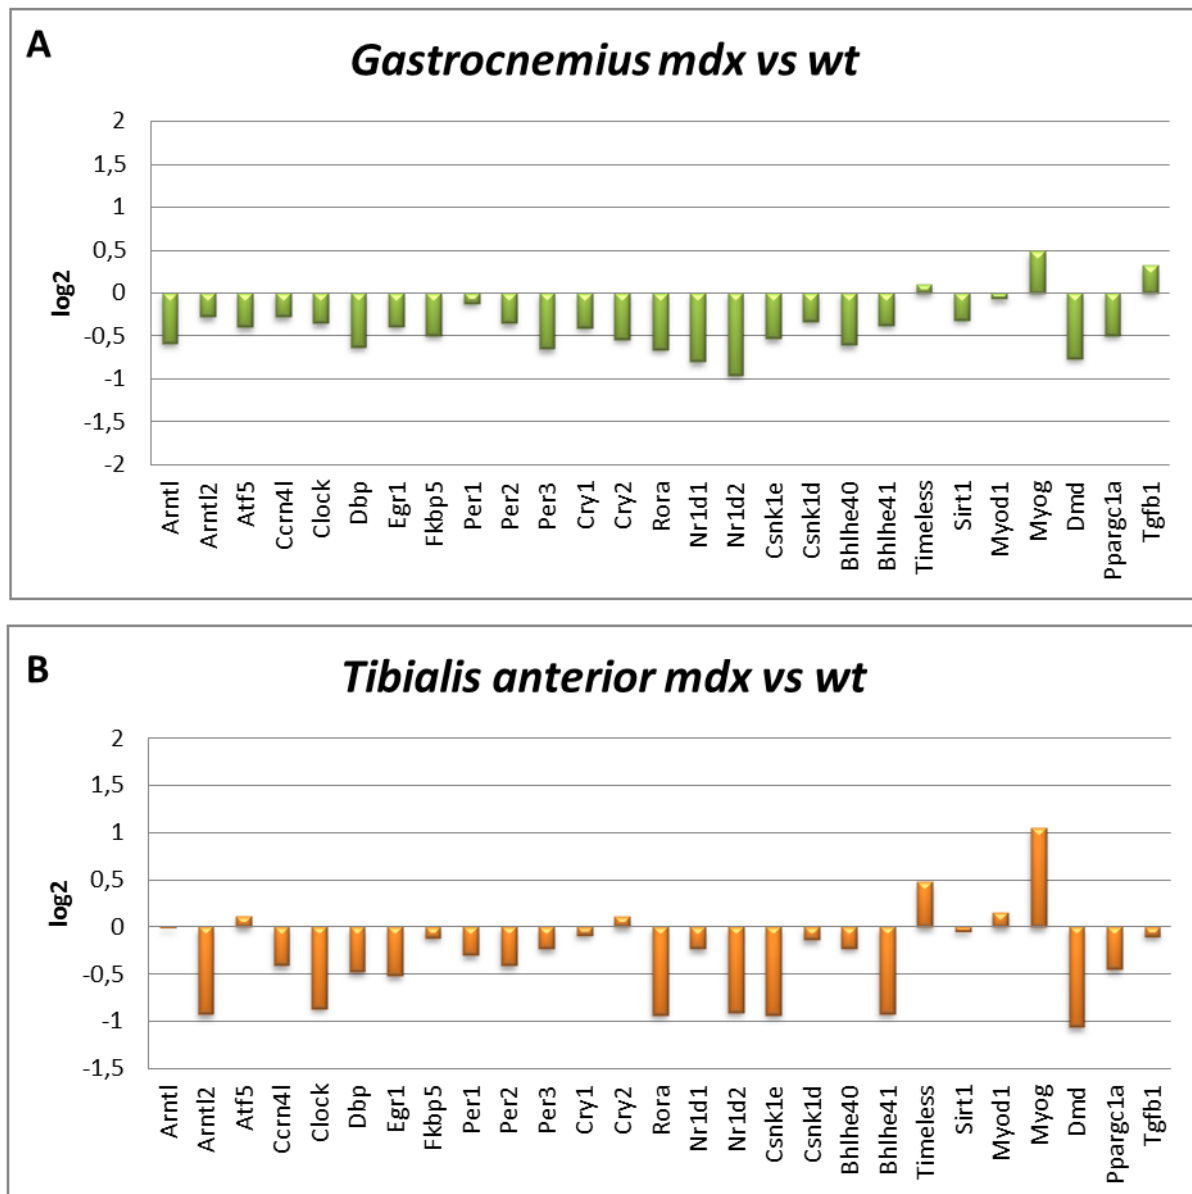 A
Gastrocnemius mdx vs wt
log2
2
1,5
1
0,5
0
-0,5
-1
-1,5
-2
Arntl
Arntl2
Atf5
Ccrn4l
Clock
Dbp
Egr1
Fkbp5
Per1
Per2
Per3
Cry1
Cry2
Rora
Nr1d1
Nr1d2
Csnk1e
Csnk1d
Bhlhe40
Bhlhe41
Timeless
Sirt1
Myod1
Myog
Dmd
Ppargc1a
Tgfb1
B
Tibialis anterior mdx vs wt
log2
2
1,5
1
0,5
0
-0,5
-1
-1,5
Arntl
Arntl2
Atf5
Ccrn4l
Clock
Dbp
Egr1
Fkbp5
Per1
Per2
Per3
Cry1
Cry2
Rora
Nr1d1
Nr1d2
Csnk1e
Csnk1d
Bhlhe40
Bhlhe41
Timeless
Sirt1
Myod1
Myog
Dmd
Ppargc1a
Tgfb1